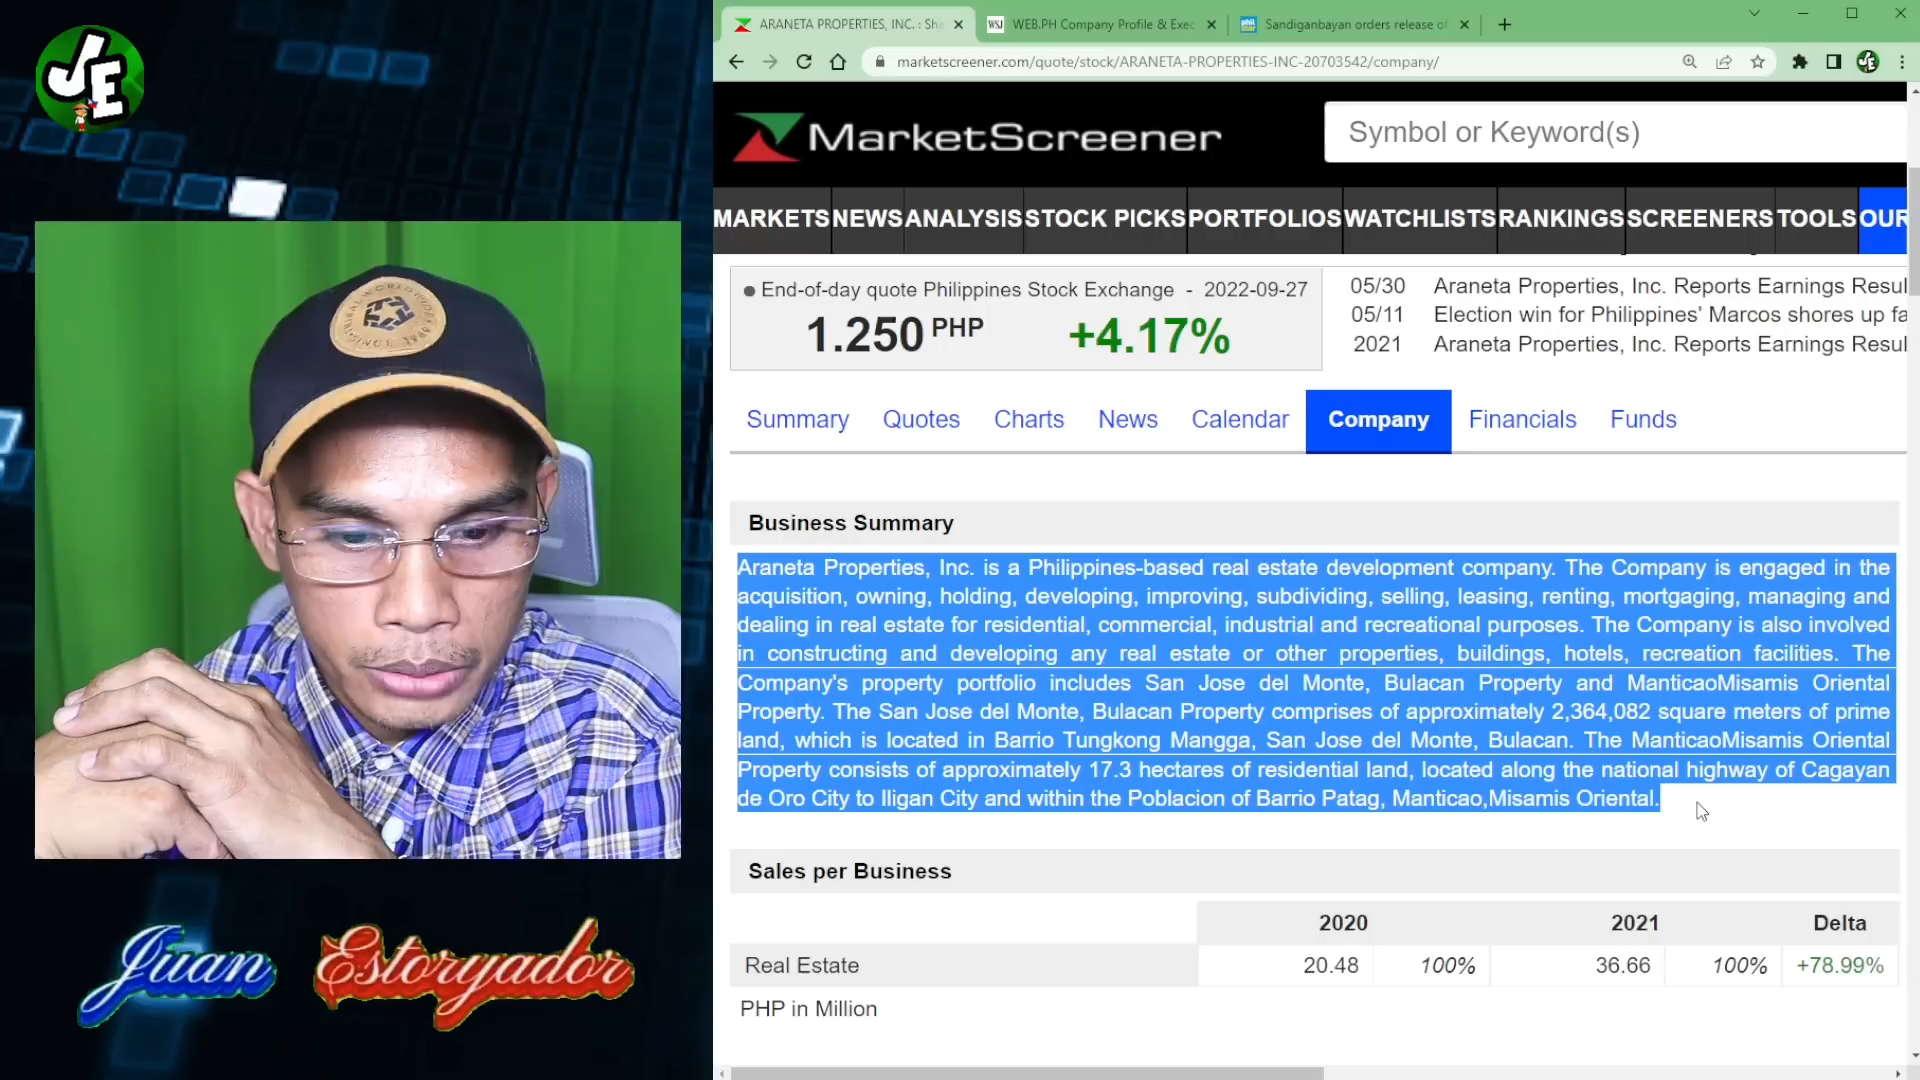 JE
ARANETA PROPERTIES, INC. : Sha
WSJ
WEB.PH Company Profile & Exec
phil
star
Sandiganbayan orders release of
marketscreener.com/quote/stock/ARANETA-PROPERTIES-INC-20703542/company/
MarketScreener
Symbol or Keyword(s)
MARKETS NEWS ANALYSIS STOCK PICKS PORTFOLIOS WATCHLISTS RANKINGS SCREENERS TOOLS OUR
End-of-day quote Philippines Stock Exchange - 2022-09-27
1.250 PHP +4.17%
05/30 Araneta Properties, Inc. Reports Earnings Resul
05/11 Election win for Philippines' Marcos shores up fa
2021 Araneta Properties, Inc. Reports Earnings Resul
Summary Quotes Charts News Calendar Company Financials Funds
Business Summary
Araneta Properties, Inc. is a Philippines-based real estate development company. The Company is engaged in the
acquisition, owning, holding, developing, improving, subdividing, selling, leasing, renting, mortgaging, managing and
dealing in real estate for residential, commercial, industrial and recreational purposes. The Company is also involved
in constructing and developing any real estate or other properties, buildings, hotels, recreation facilities. The
Company's property portfolio includes San Jose del Monte, Bulacan Property and ManticaoMisamis Oriental
Property. The San Jose del Monte, Bulacan Property comprises of approximately 2,364,082 square meters of prime
land, which is located in Barrio Tungkong Mangga, San Jose del Monte, Bulacan. The ManticaoMisamis Oriental
Property consists of approximately 17.3 hectares of residential land, located along the national highway of Cagayan
de Oro City to Iligan City and within the Poblacion of Barrio Patag, Manticao,Misamis Oriental.
Sales per Business
2020 2021 Delta
Real Estate 20.48 100% 36.66 100% +78.99%
PHP in Million
Juan Estoryador